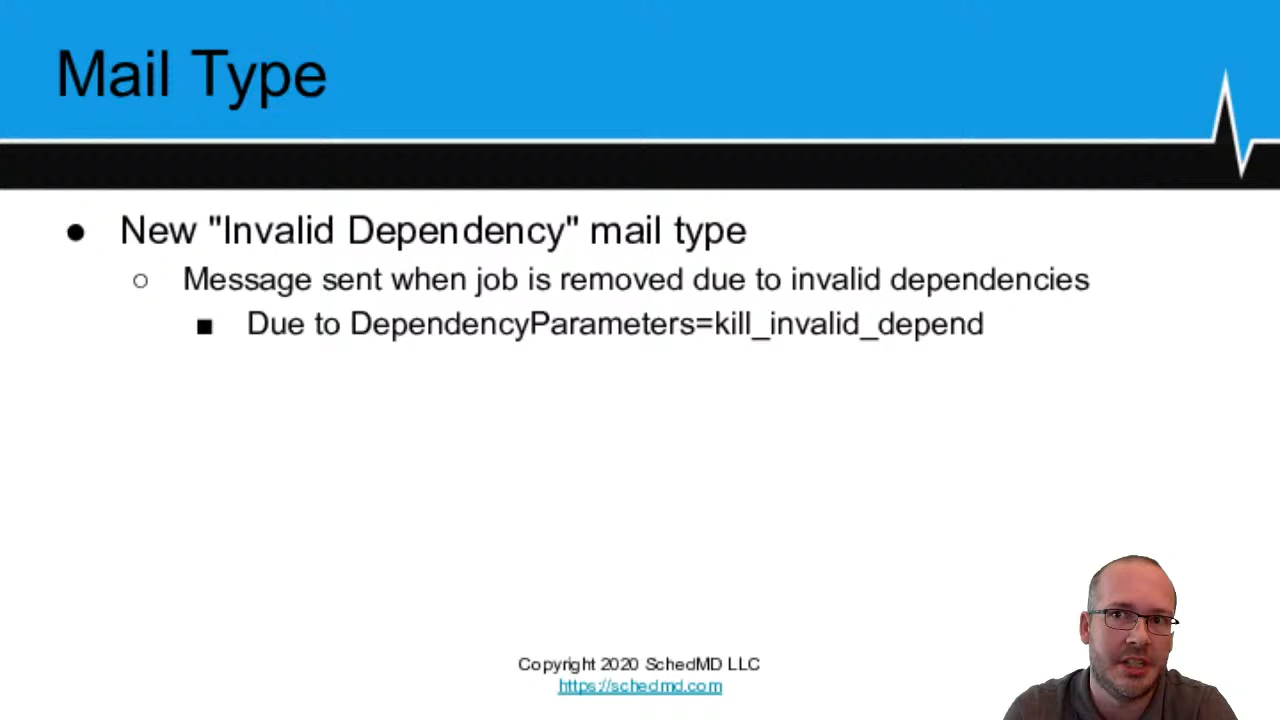 Mail Type
● New "Invalid Dependency" mail type
○ Message sent when job is removed due to invalid dependencies
■ Due to DependencyParameters=kill_invalid_depend
Copyright 2020 SchedMD LLC
https://schedmd.com